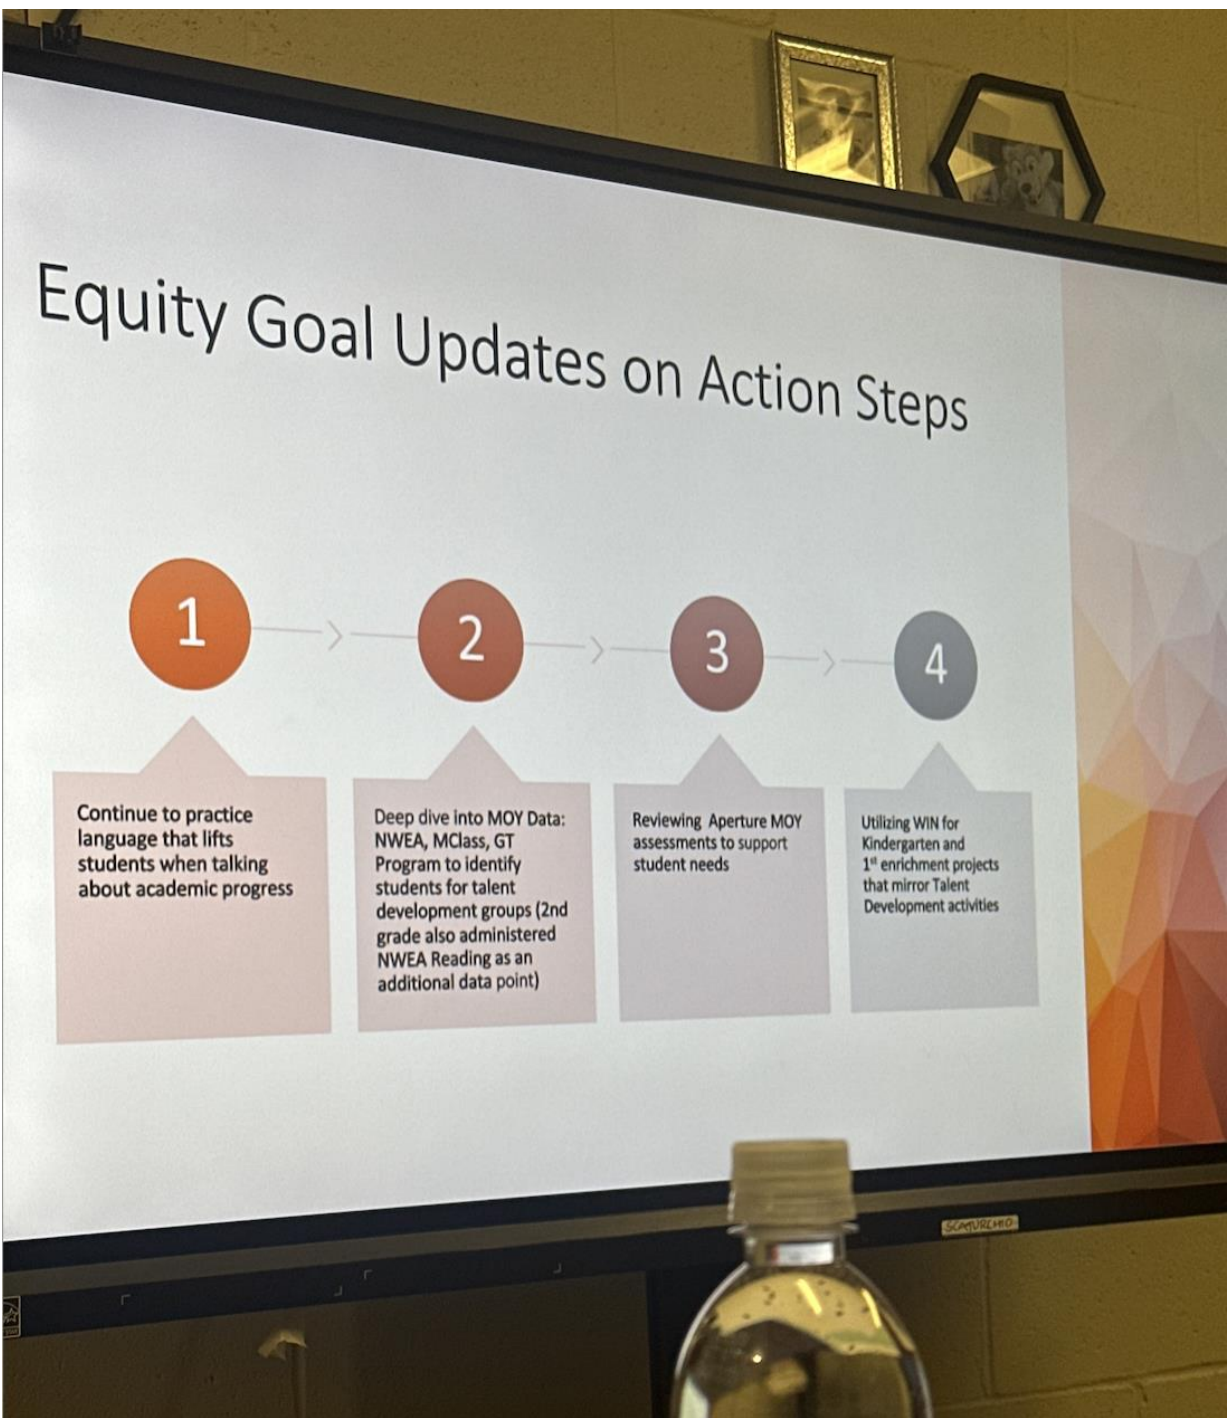 Equity Goal Updates on Action Steps
1
2
3
4
Continue to practice
language that lifts
students when talking
about academic progress
Deep dive into MOY Data:
NWEA, MClass, GT
Program to identify
students for talent
development groups (2nd
grade also administered
NWEA Reading as an
additional data point)
Reviewing Aperture MOY
assessments to support
student needs
Utilizing WIN for
Kindergarten and
1st enrichment projects
that mirror Talent
Development activities
SCATURCHIO